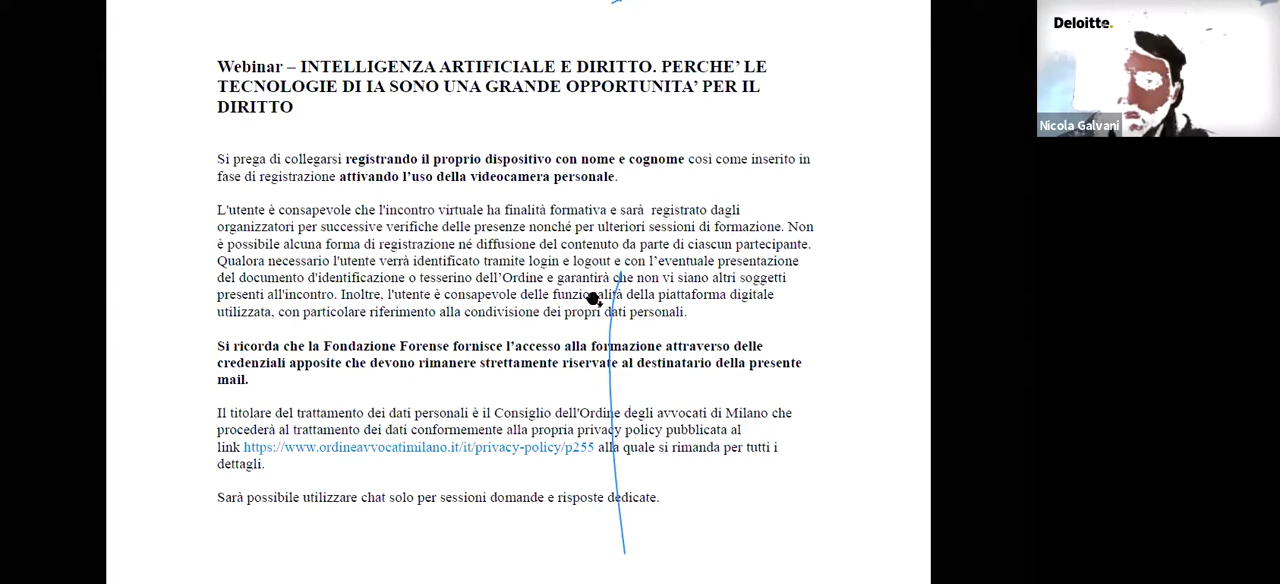 Webinar – INTELLIGENZA ARTIFICIALE E DIRITTO. PERCHE’ LE
TECNOLOGIE DI IA SONO UNA GRANDE OPPORTUNITA’ PER IL
DIRITTO
Si prega di collegarsi registrando il proprio dispositivo con nome e cognome cosi come inserito in
fase di registrazione attivando l’uso della videocamera personale.
L'utente è consapevole che l'incontro virtuale ha finalità formativa e sarà registrato dagli
organizzatori per successive verifiche delle presenze nonché per ulteriori sessioni di formazione. Non
è possibile alcuna forma di registrazione né diffusione del contenuto da parte di ciascun partecipante.
Qualora necessario l'utente verrà identificato tramite login e logout e con l’eventuale presentazione
del documento d'identificazione o tesserino dell’Ordine e garantirà che non vi siano altri soggetti
presenti all'incontro. Inoltre, l'utente è consapevole delle funzionalità della piattaforma digitale
utilizzata, con particolare riferimento alla condivisione dei propri dati personali.
Si ricorda che la Fondazione Forense fornisce l’accesso alla formazione attraverso delle
credenziali apposite che devono rimanere strettamente riservate al destinatario della presente
mail.
Il titolare del trattamento dei dati personali è il Consiglio dell'Ordine degli avvocati di Milano che
procederà al trattamento dei dati conformemente alla propria privacy policy pubblicata al
link https://www.ordineavvocatimilano.it/it/privacy-policy/p255 alla quale si rimanda per tutti i
dettagli.
Sarà possibile utilizzare chat solo per sessioni domande e risposte dedicate.
Deloitte.
Nicola Galvani